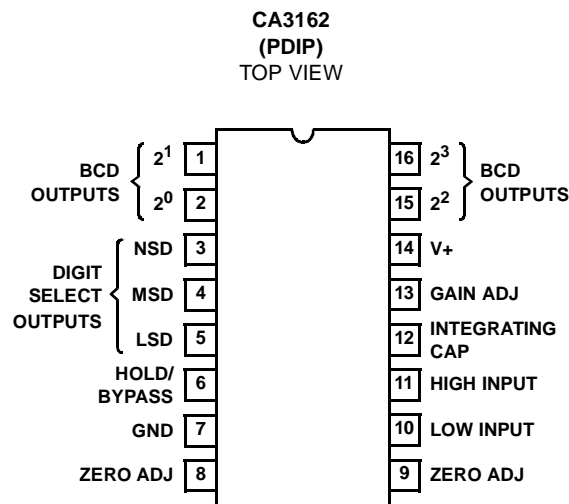 CA3162
(PDIP)
TOP VIEW
BCD
OUTPUTS
2¹ 1
2⁰ 2
16 2³
15 2²
BCD
OUTPUTS
DIGIT
SELECT
OUTPUTS
NSD 3
MSD 4
LSD 5
HOLD/
BYPASS 6
GND 7
ZERO ADJ 8
14 V+
13 GAIN ADJ
12 INTEGRATING
CAP
11 HIGH INPUT
10 LOW INPUT
9 ZERO ADJ